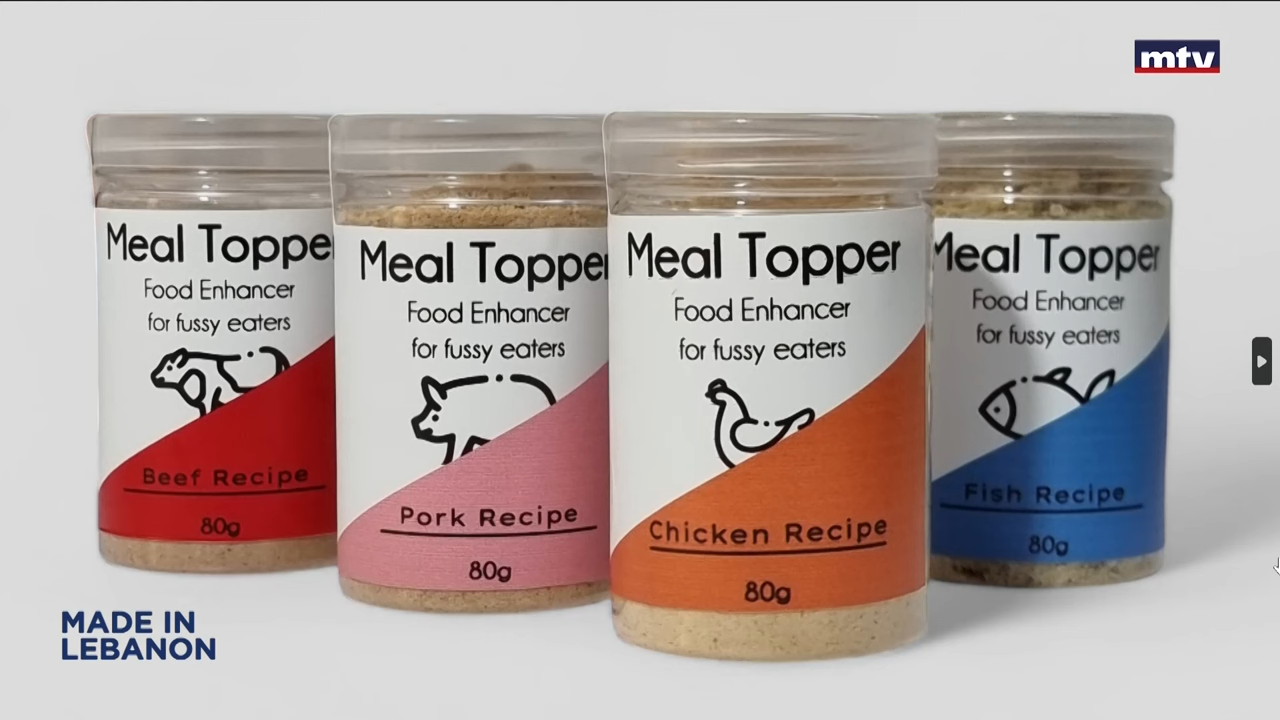 mtv
Meal Topper
Food Enhancer
for fussy eaters
Beef Recipe
80g
Meal Topper
Food Enhancer
for fussy eaters
Pork Recipe
80g
Meal Topper
Food Enhancer
for fussy eaters
Chicken Recipe
80g
Meal Topper
Food Enhancer
for fussy eaters
Fish Recipe
80g
MADE IN
LEBANON